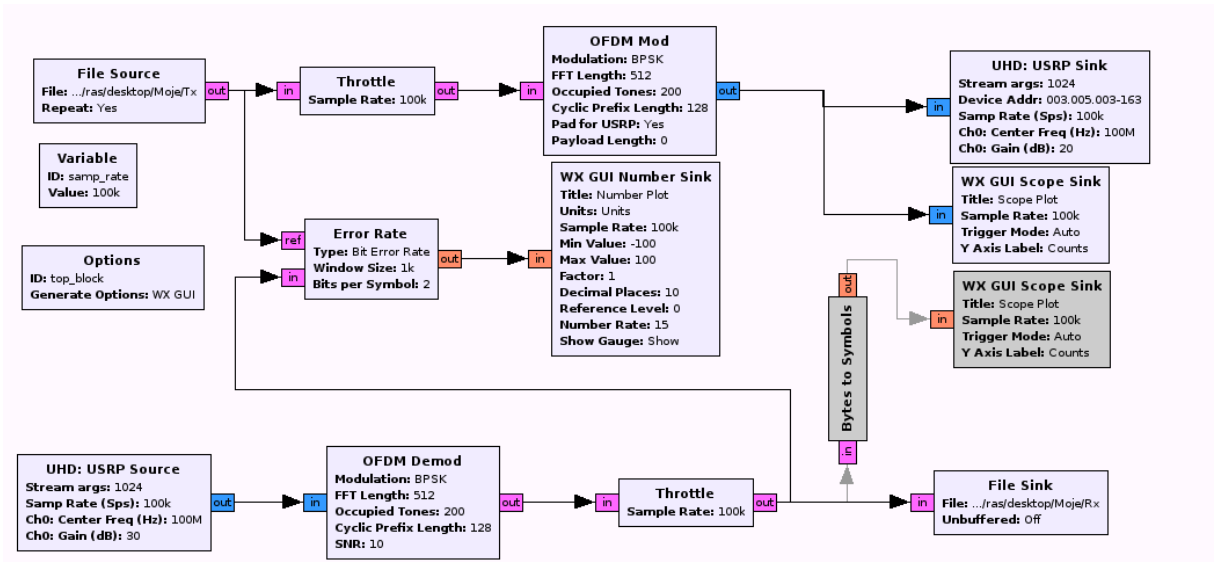 File Source
File: .../ras/desktop/Moje/Tx
Repeat: Yes
out
in
Throttle
Sample Rate: 100k
out
in
OFDM Mod
Modulation: BPSK
FFT Length: 512
Occupied Tones: 200
Cyclic Prefix Length: 128
Pad for USRP: Yes
Payload Length: 0
out
in
UHD: USRP Sink
Stream args: 1024
Device Addr: 003.005.003-163
Samp Rate (Sps): 100k
Ch0: Center Freq (Hz): 100M
Ch0: Gain (dB): 20
Variable
ID: samp_rate
Value: 100k
in
WX GUI Scope Sink
Title: Scope Plot
Sample Rate: 100k
Trigger Mode: Auto
Y Axis Label: Counts
Options
ID: top_block
Generate Options: WX GUI
ref
in
Error Rate
Type: Bit Error Rate
Window Size: 1k
Bits per Symbol: 2
out
in
WX GUI Number Sink
Title: Number Plot
Units: Units
Sample Rate: 100k
Min Value: -100
Max Value: 100
Factor: 1
Decimal Places: 10
Reference Level: 0
Number Rate: 15
Show Gauge: Show
out
Bytes to Symbols
in
in
WX GUI Scope Sink
Title: Scope Plot
Sample Rate: 100k
Trigger Mode: Auto
Y Axis Label: Counts
UHD: USRP Source
Stream args: 1024
Samp Rate (Sps): 100k
Ch0: Center Freq (Hz): 100M
Ch0: Gain (dB): 30
out
in
OFDM Demod
Modulation: BPSK
FFT Length: 512
Occupied Tones: 200
Cyclic Prefix Length: 128
SNR: 10
out
in
Throttle
Sample Rate: 100k
out
in
File Sink
File: .../ras/desktop/Moje/Rx
Unbuffered: Off